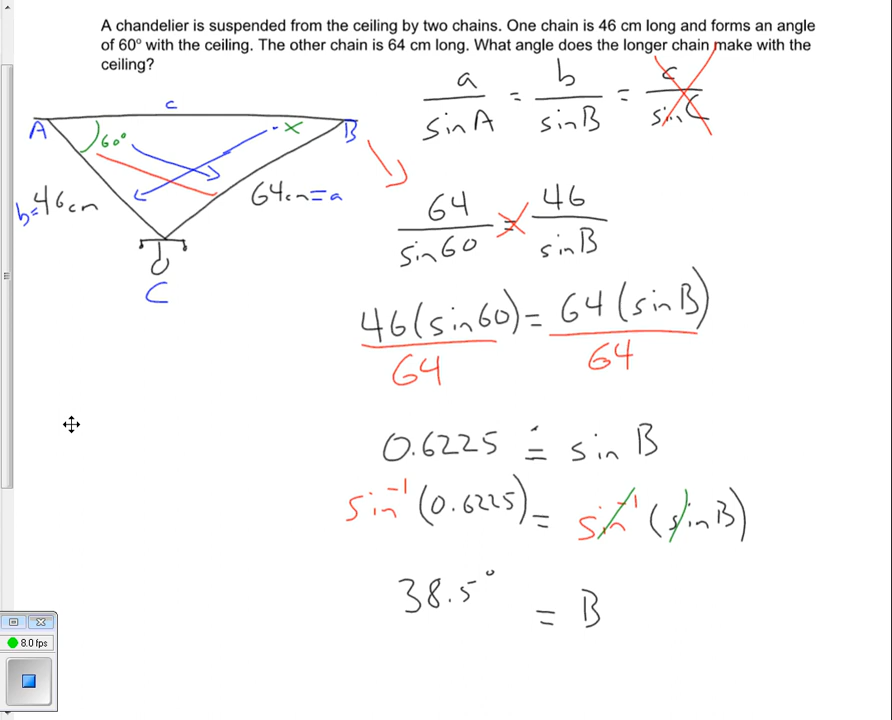 A chandelier is suspended from the ceiling by two chains. One chain is 46 cm long and forms an angle
of 60° with the ceiling. The other chain is 64 cm long. What angle does the longer chain make with the
ceiling?
a/sinA = b/sinB = c/sinC
c
A 60° x B
b=46cm 64cm=a
C
64/sin60 = 46/sinB
46(sin60)/64 = 64(sinB)/64
0.6225 ≐ sin B
sin⁻¹(0.6225) = sin⁻¹(sinB)
38.5° = B
8.0 fps